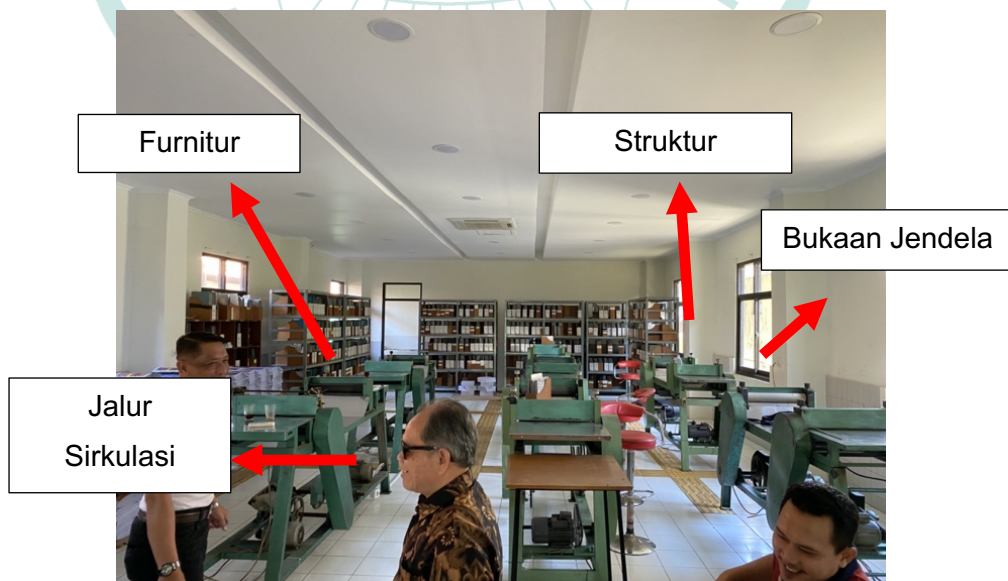 Furnitur
Struktur
Bukaan Jendela
Jalur
Sirkulasi